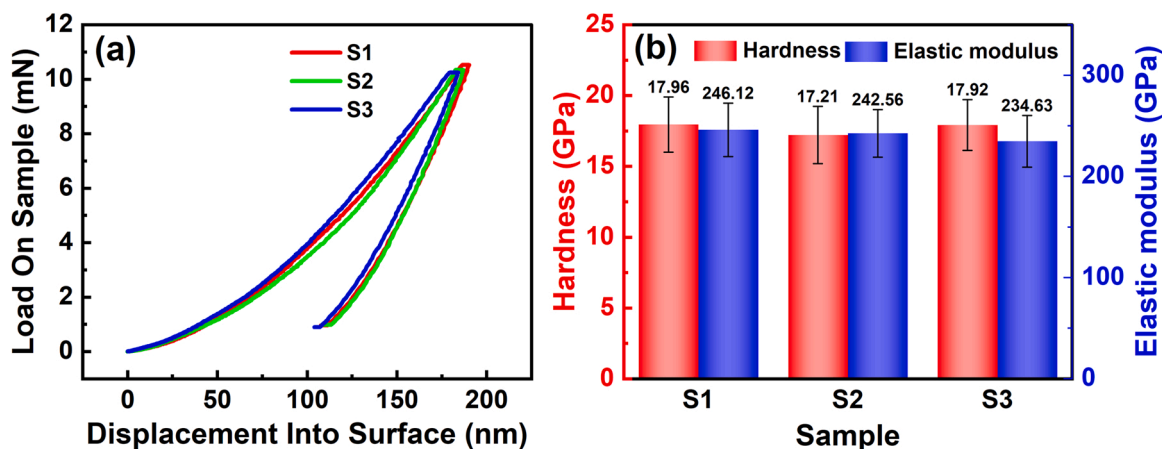 (a)
S1
S2
S3
12
10
8
6
4
2
0
Load On Sample (mN)
0 50 100 150 200
Displacement Into Surface (nm)
(b)
Hardness Elastic modulus
25
20
15
10
5
0
Hardness (GPa)
17.96 246.12 17.21 242.56 17.92 234.63
300
200
100
0
Elastic modulus (GPa)
S1 S2 S3
Sample